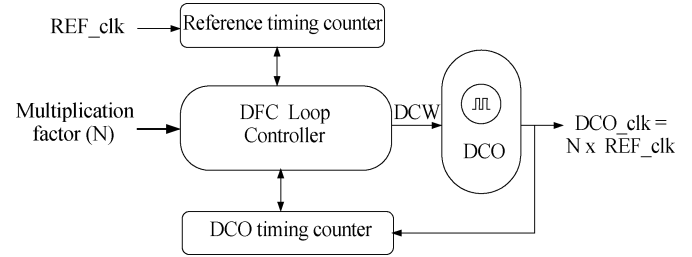 REF_clk
Reference timing counter
Multiplication
factor (N)
DFC Loop
Controller
DCW
DCO
DCO_clk =
N x REF_clk
DCO timing counter